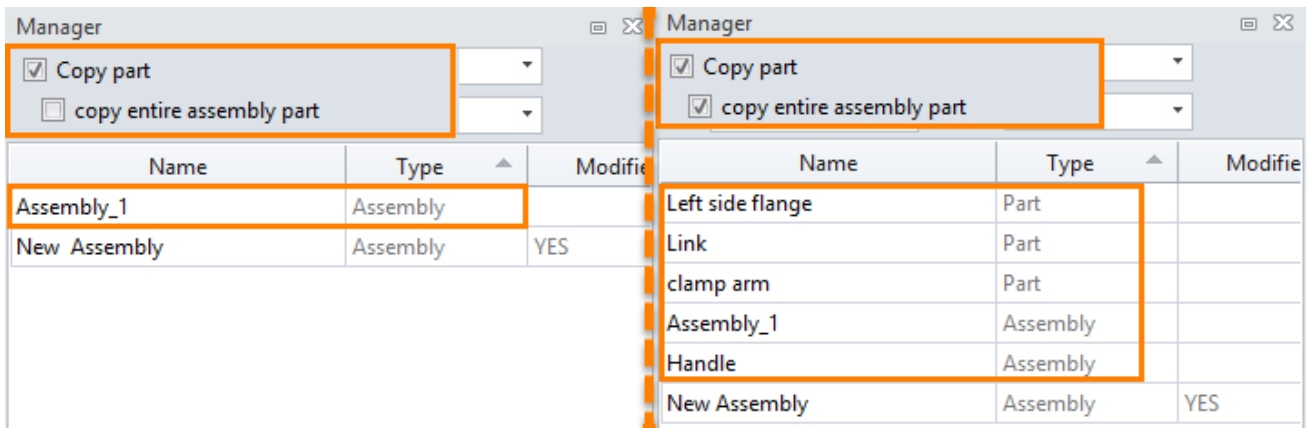 Manager
Copy part
copy entire assembly part
Name Type Modifie
Assembly_1 Assembly
New  Assembly Assembly YES
Manager
Copy part
copy entire assembly part
Name Type Modifie
Left side flange Part
Link Part
clamp arm Part
Assembly_1 Assembly
Handle Assembly
New Assembly Assembly YES